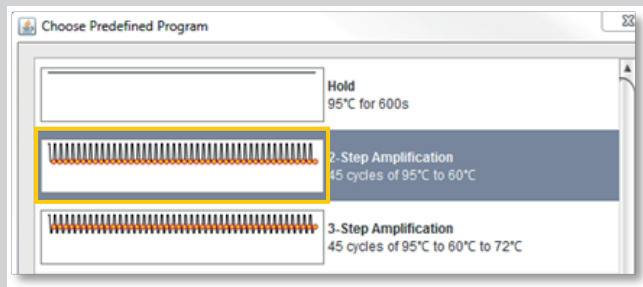 Choose Predefined Program
Hold
95°C for 600s
2-Step Amplification
45 cycles of 95°C to 60°C
3-Step Amplification
45 cycles of 95°C to 60°C to 72°C